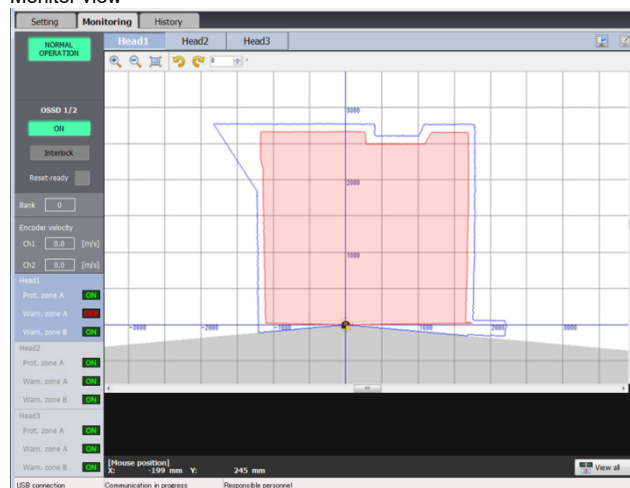 Monitor view
Setting Monitoring History
NORMAL OPERATION
Head1 Head2 Head3
0
OSSD 1/2
ON
Interlock
Reset-ready
Bank 0
Encoder velocity
Ch1 0.0 [m/s]
Ch2 0.0 [m/s]
Head1
Prot. zone A ON
Warn. zone A OFF
Warn. zone B ON
Head2
Prot. zone A ON
Warn. zone A ON
Warn. zone B ON
Head3
Prot. zone A ON
Warn. zone A ON
Warn. zone B ON
3000
2000
1000
-3000 -2000 -1000 1000 2000 3000
[Mouse position]
X: -199 mm Y: 245 mm
View all
USB connection Communication in progress Responsible personnel